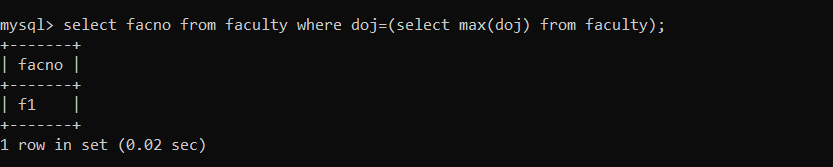 mysql> select facno from faculty where doj=(select max(doj) from faculty);
+-------+
| facno |
+-------+
| f1    |
+-------+
1 row in set (0.02 sec)